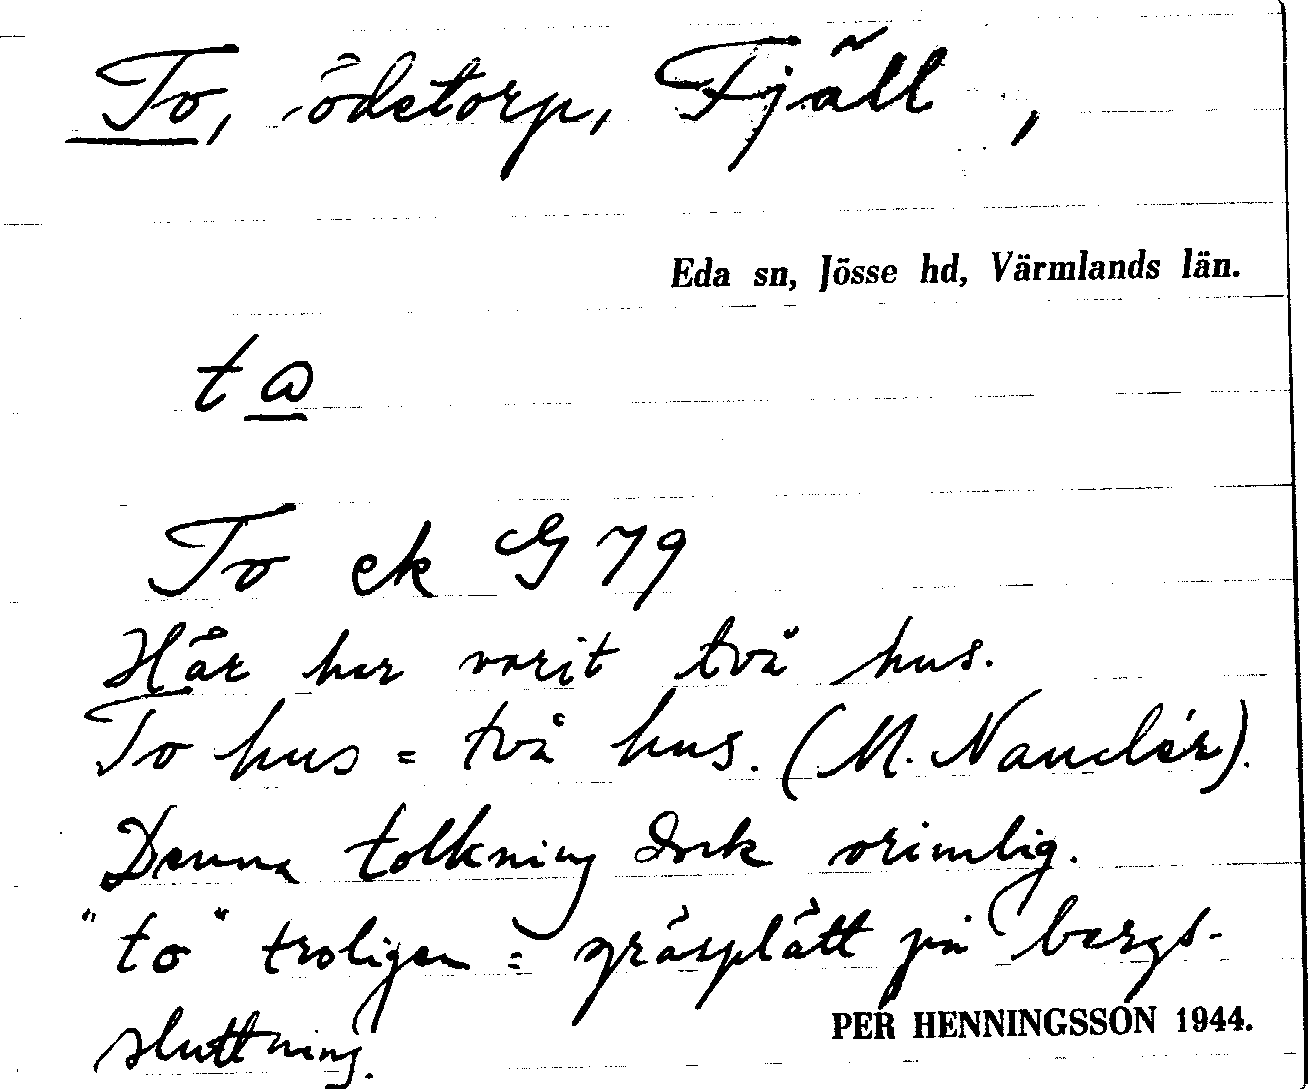 To, ödetorp, Fjäll,
Eda sn, Jösse hd, Värmlands län.
To ek G 79
Här har varit två hus.
To hus = två hus. (M. Nauclér).
Denna tolkning dock orimlig.
"to" troligen = gräsplätt på bergs-
sluttning.
PER HENNINGSSON 1944.